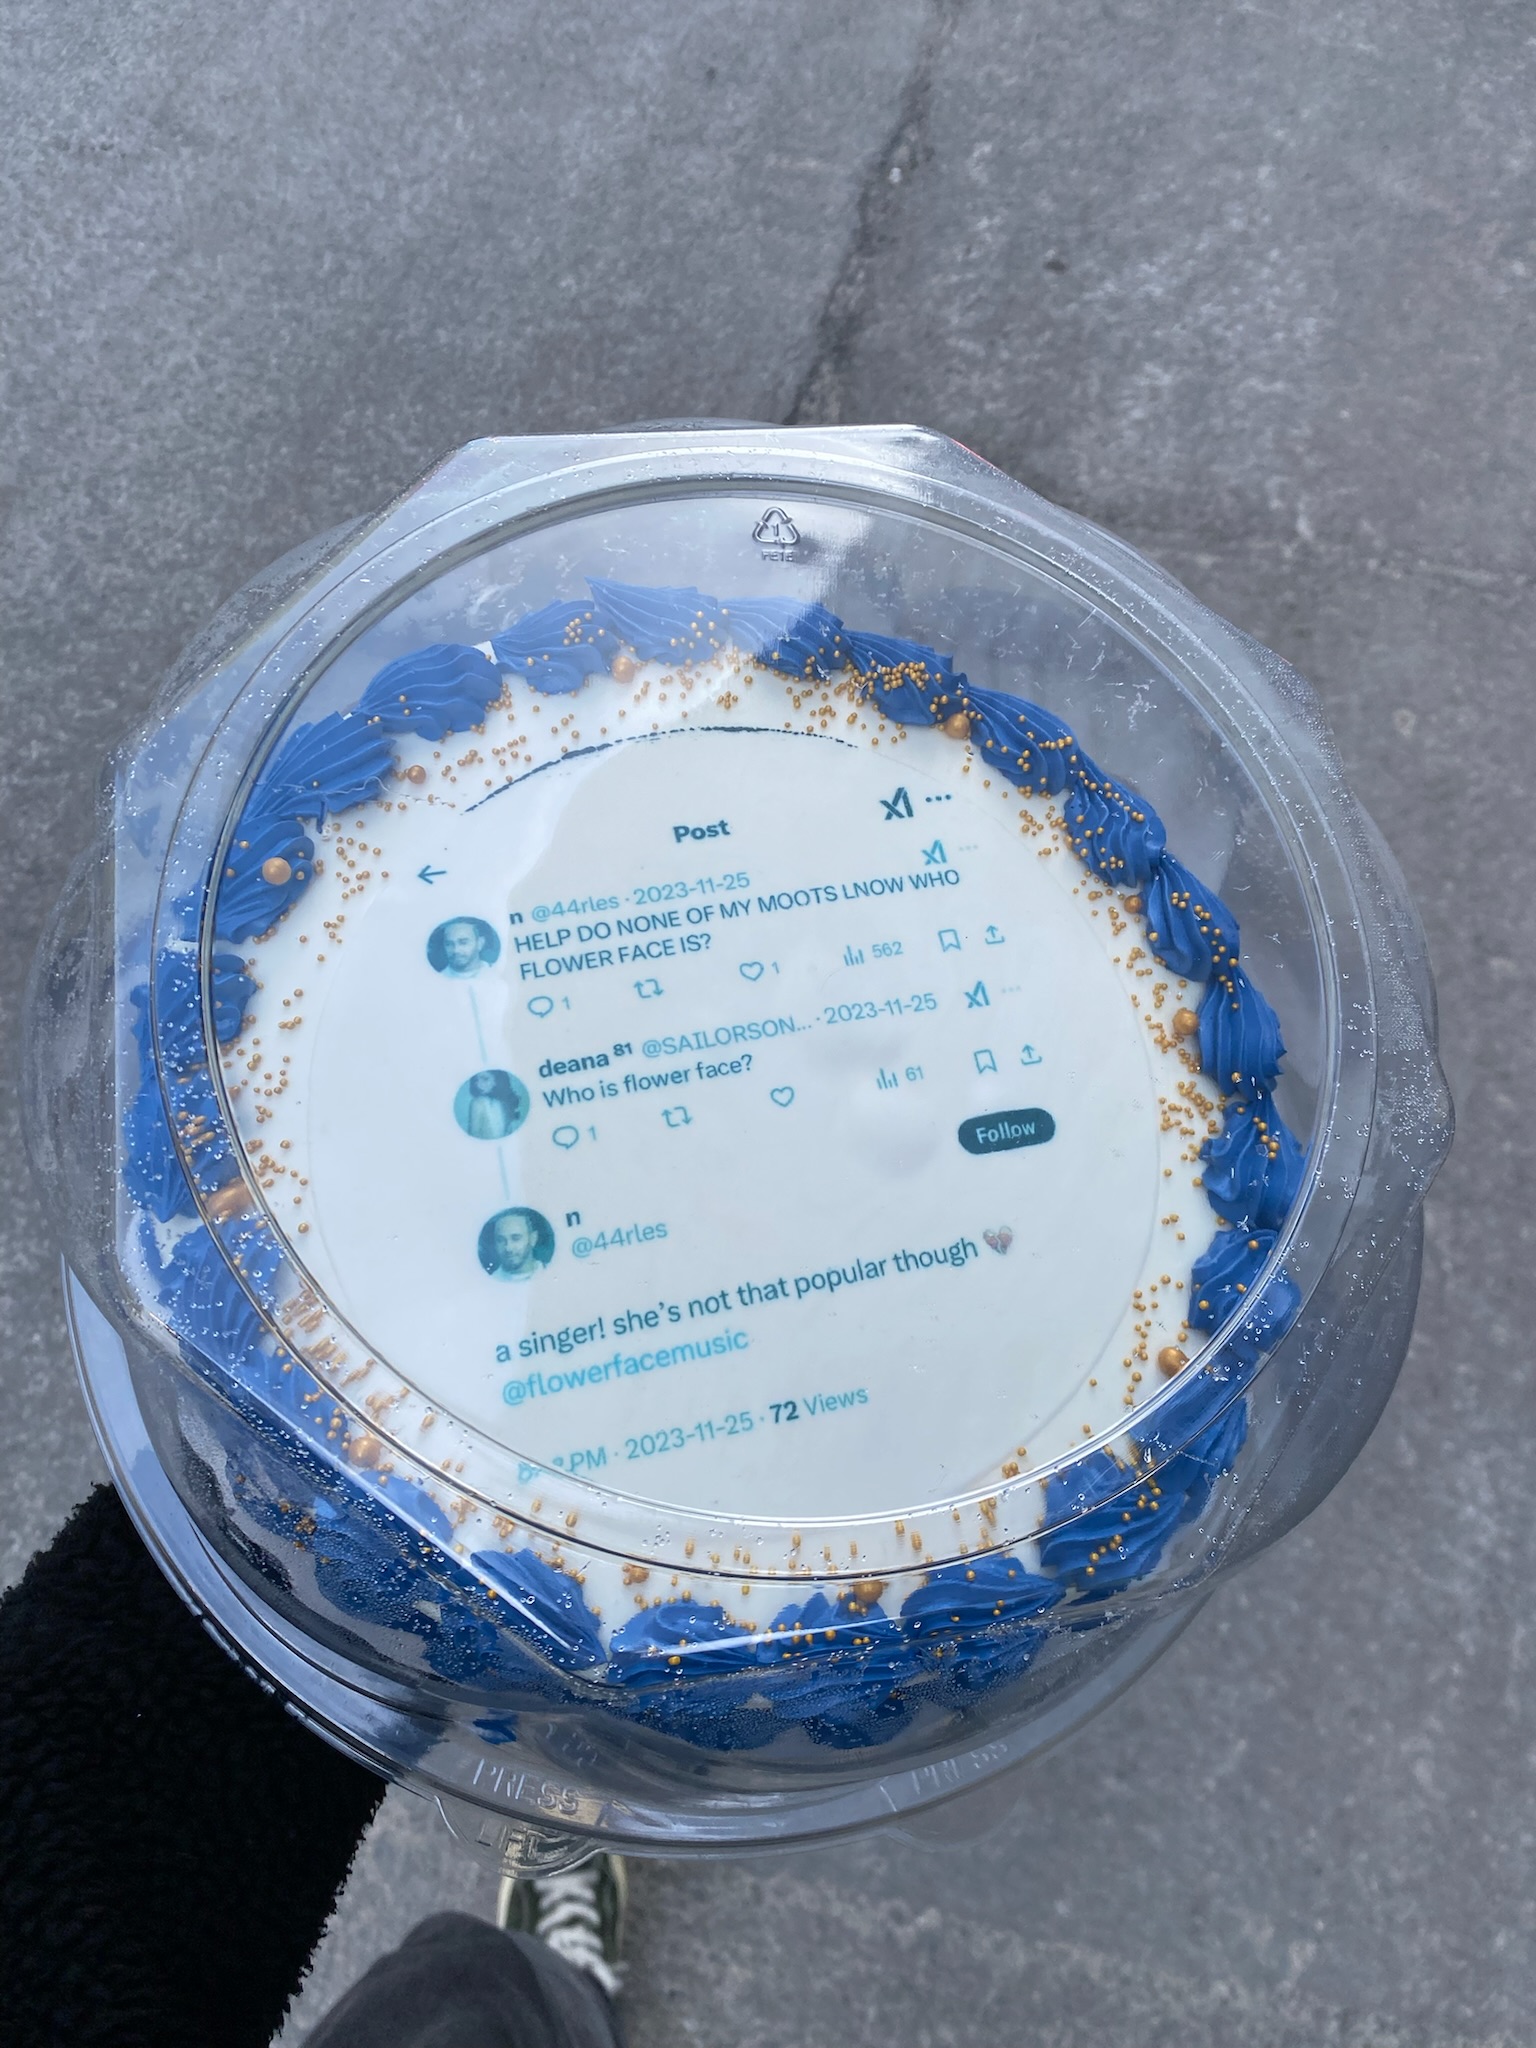 1
PETE
Post
n @44rles · 2023-11-25
HELP DO NONE OF MY MOOTS LNOW WHO
FLOWER FACE IS?
1
1
562
deana 81 @SAILORSON... · 2023-11-25
Who is flower face?
1
61
Follow
n
@44rles
a singer! she's not that popular though 💔
@flowerfacemusic
PM · 2023-11-25 · 72 Views
PRESS
PRESS